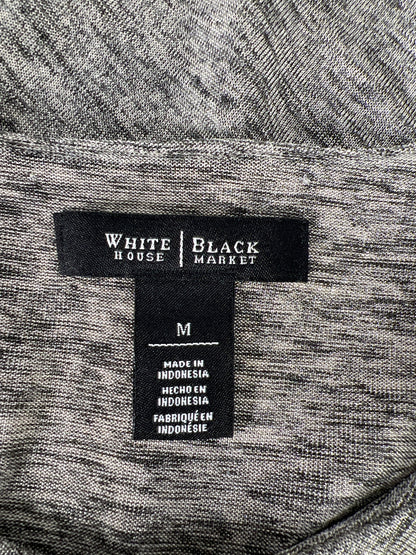 WHITE | BLACK
HOUSE | MARKET
M
MADE IN
INDONESIA
HECHO EN
INDONESIA
FABRIQUÉ EN
INDONÉSIE